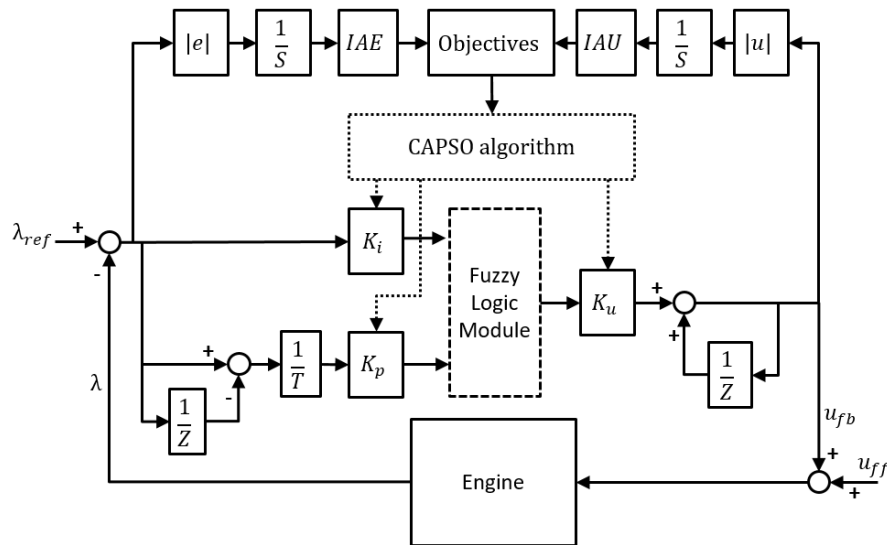 |e|
1/S
IAE
Objectives
IAU
1/S
|u|
CAPSO algorithm
λ_ref
+
-
K_i
Fuzzy
Logic
Module
K_u
+
+
+
-
1/T
K_p
1/Z
1/Z
λ
u_fb
Engine
+
+
u_ff